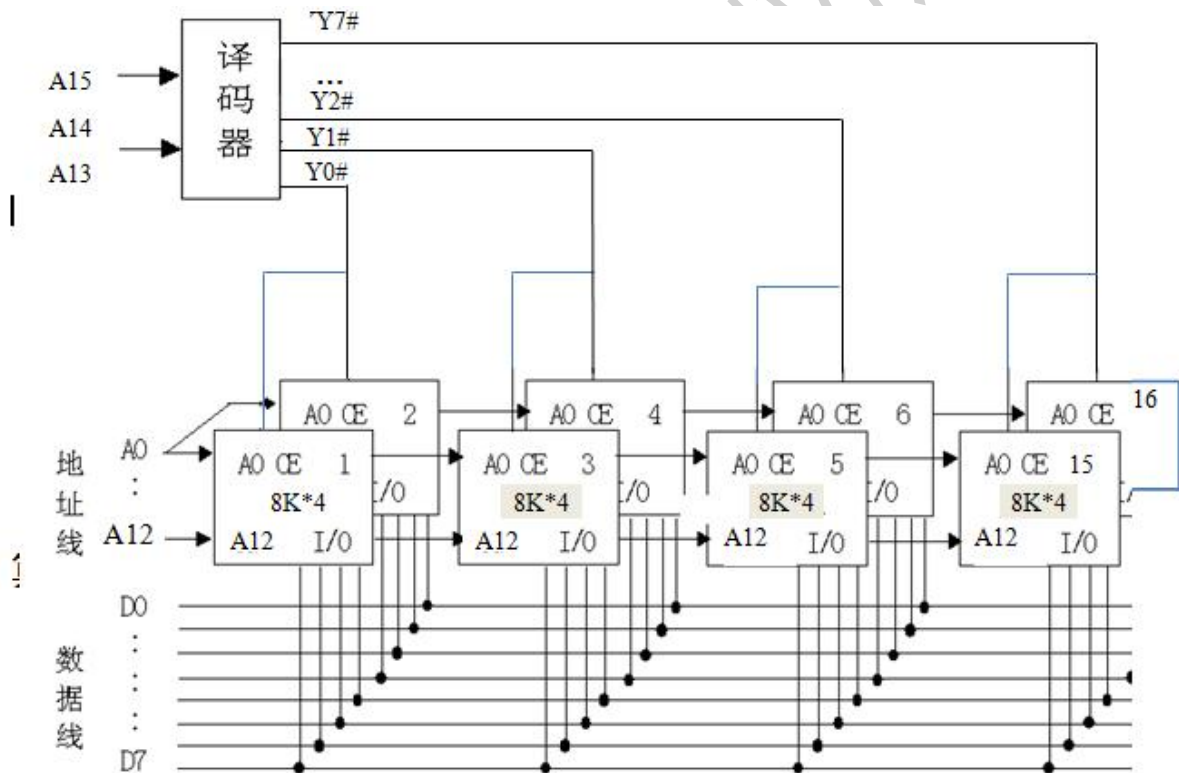 Y7#
译码器
A15
...
Y2#
A14
Y1#
A13
Y0#
16
A0 CE 2
A0 CE 4
A0 CE 6
A0 CE
地址线
A0
:
A12
A0 CE 1
8K*4
A12 I/O
I/O
A0 CE 3
8K*4
A12 I/O
I/O
A0 CE 5
8K*4
A12 I/O
I/O
A0 CE 15
8K*4
A12 I/O
数据线
D0
:
:
:
D7